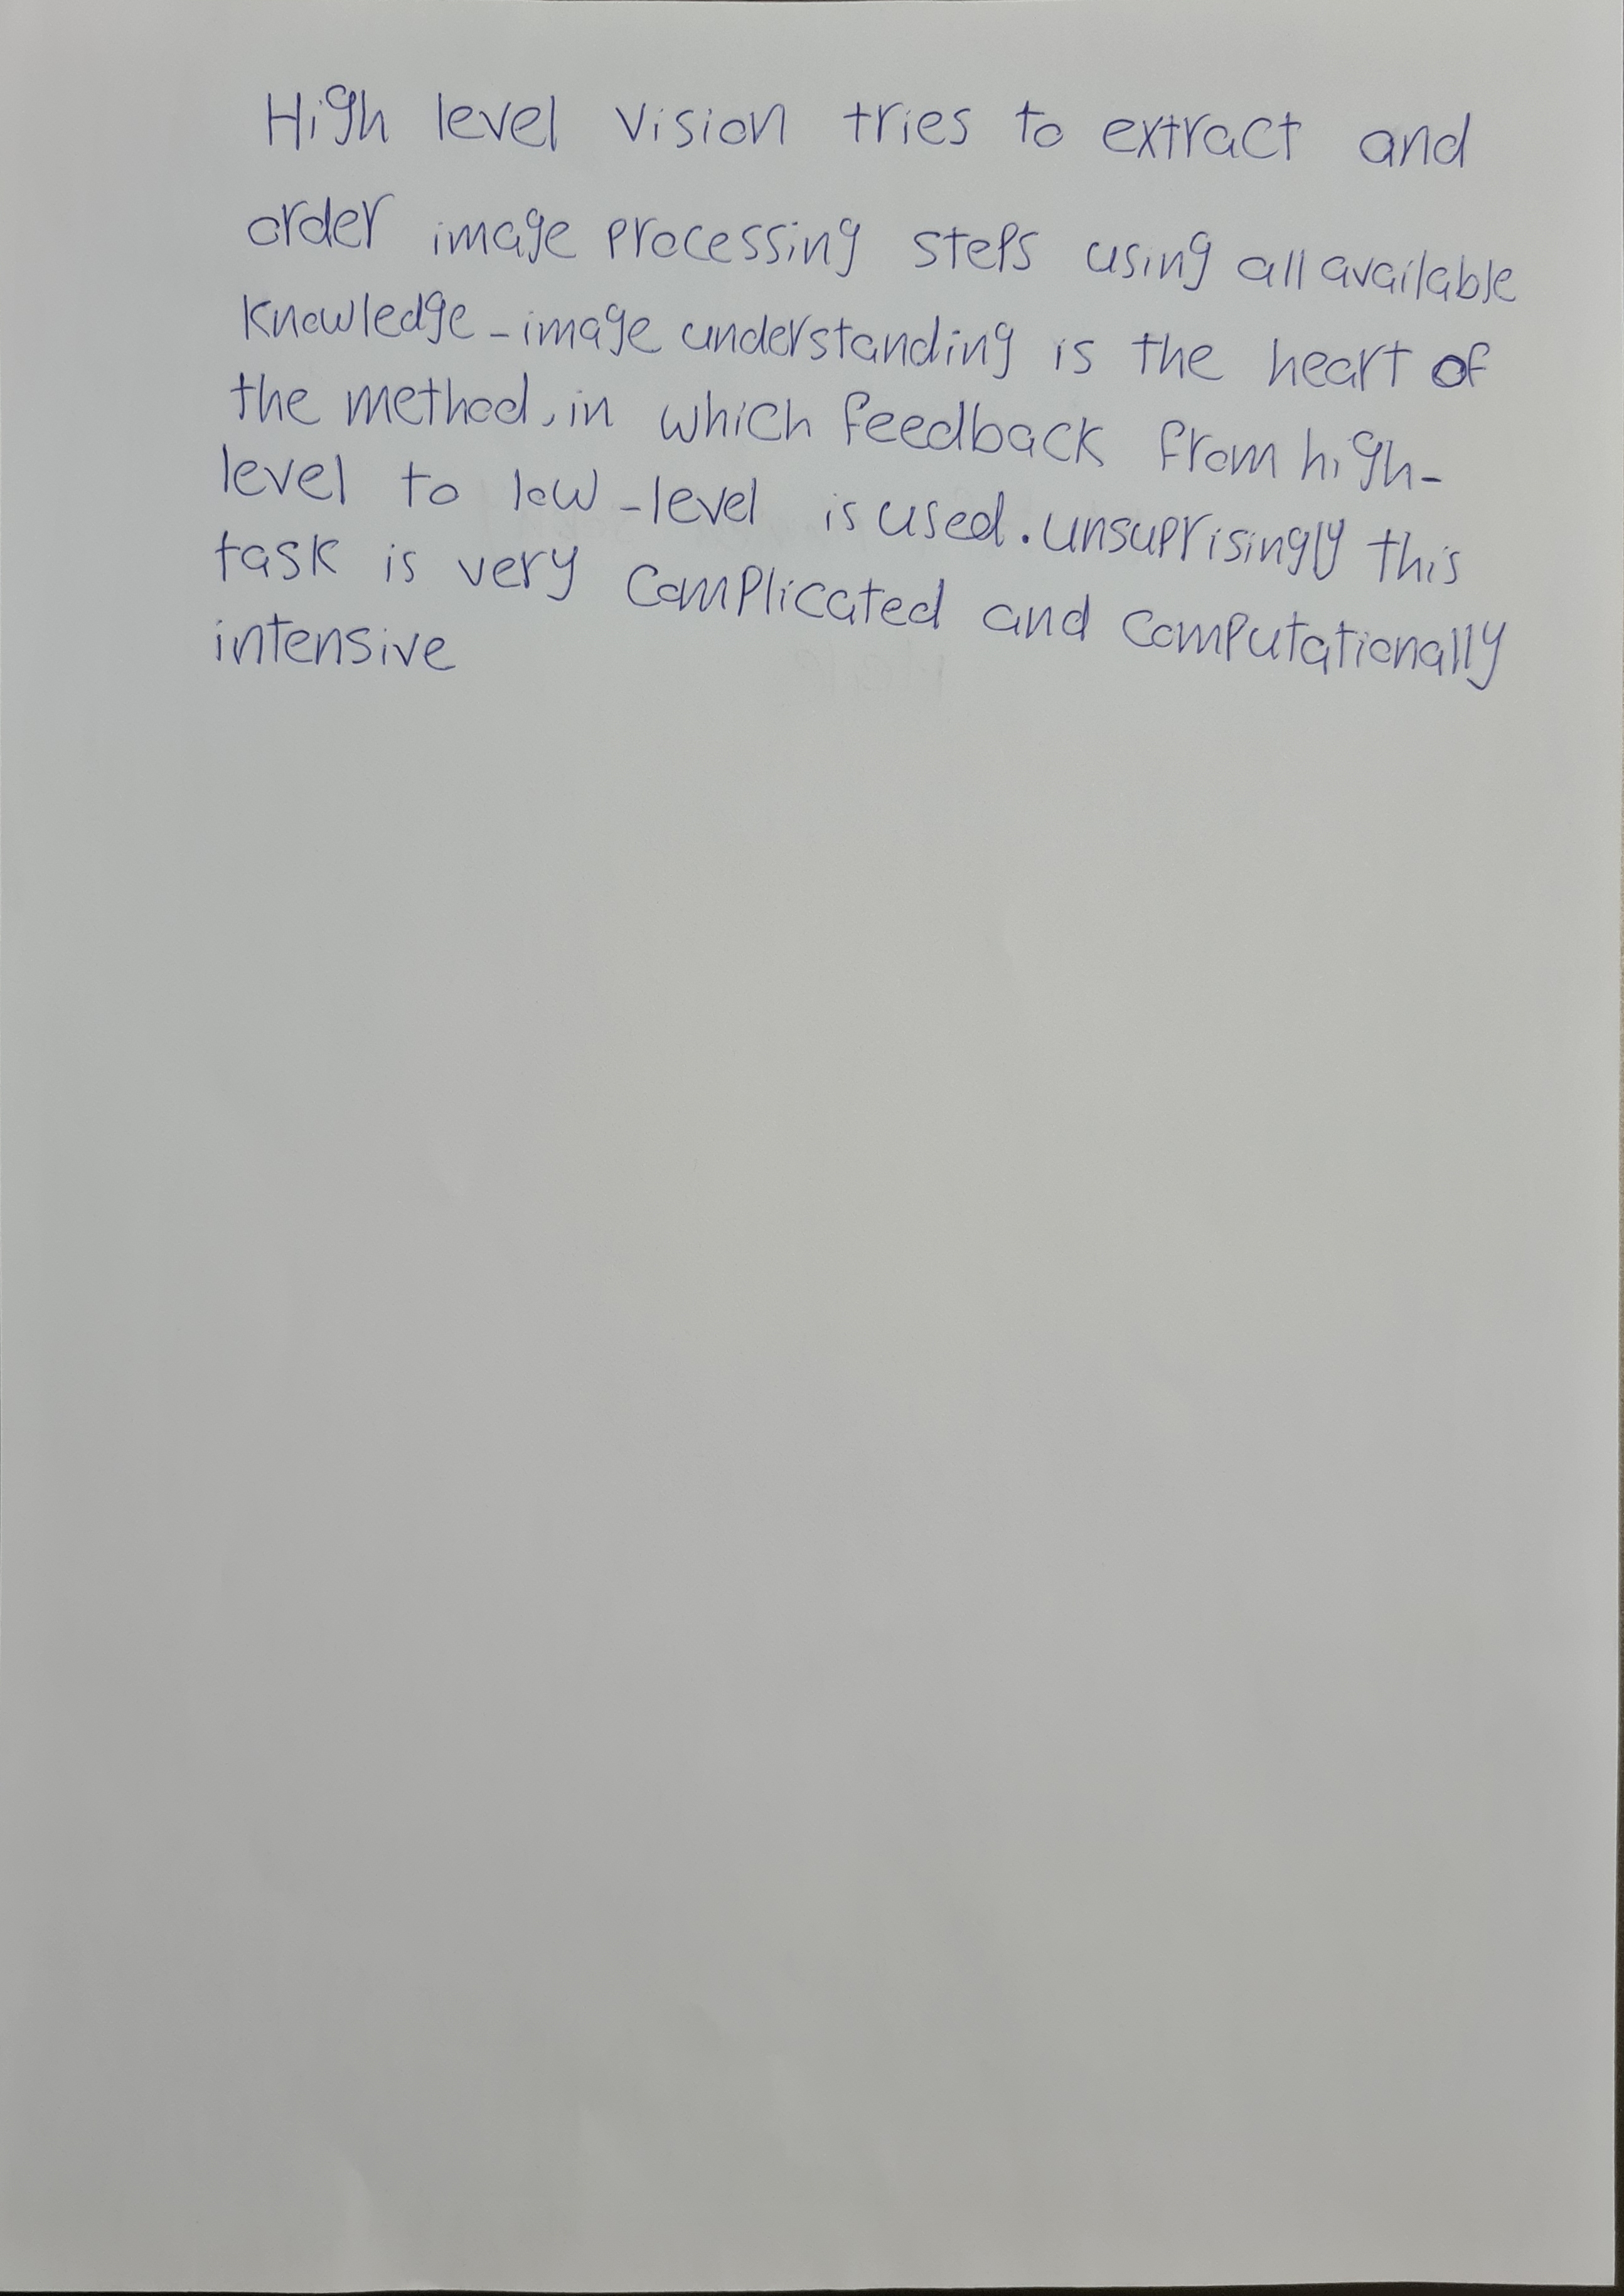 High level vision tries to extract and
order image processing steps using all available
knowledge-image understanding is the heart of
the method, in which feedback from high-
level to low-level is used. unsuprisingly this
task is very complicated and computationally
intensive